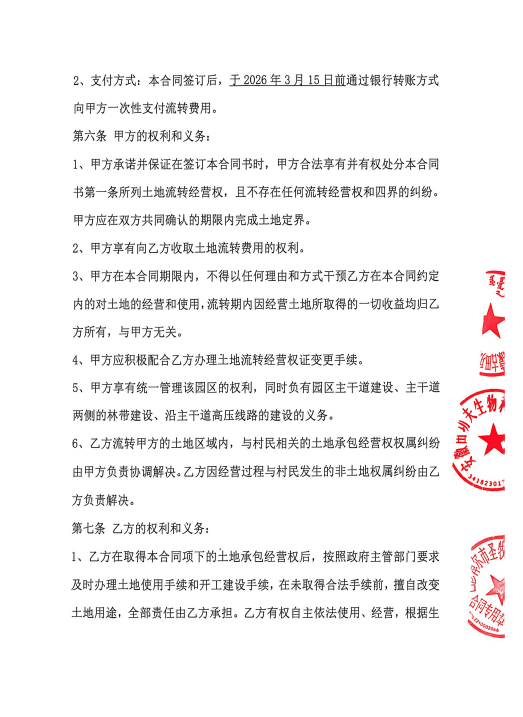 2、支付方式：本合同签订后，于2026年3月15日前通过银行转账方式
向甲方一次性支付流转费用。
第六条 甲方的权利和义务：
1、甲方承诺并保证在签订本合同书时，甲方合法享有并有权处分本合同
书第一条所列土地流转经营权，且不存在任何流转经营权和四界的纠纷。
甲方应在双方共同确认的期限内完成土地定界。
2、甲方享有向乙方收取土地流转费用的权利。
3、甲方在本合同期限内，不得以任何理由和方式干预乙方在本合同约定
内的对土地的经营和使用，流转期内因经营土地所取得的一切收益均归乙
方所有，与甲方无关。
4、甲方应积极配合乙方办理土地流转经营权证变更手续。
5、甲方享有统一管理该园区的权利，同时负有园区主干道建设、主干道
两侧的林带建设、沿主干道高压线路的建设的义务。
6、乙方流转甲方的土地区域内，与村民相关的土地承包经营权权属纠纷
由甲方负责协调解决。乙方因经营过程与村民发生的非土地权属纠纷由乙
方负责解决。
第七条 乙方的权利和义务：
1、乙方在取得本合同项下的土地承包经营权后，按照政府主管部门要求
及时办理土地使用手续和开工建设手续，在未取得合法手续前，擅自改变
土地用途，全部责任由乙方承担。乙方有权自主依法使用、经营，根据生
安徽田功夫生物
34182301
尔市圣牧
合同专用章